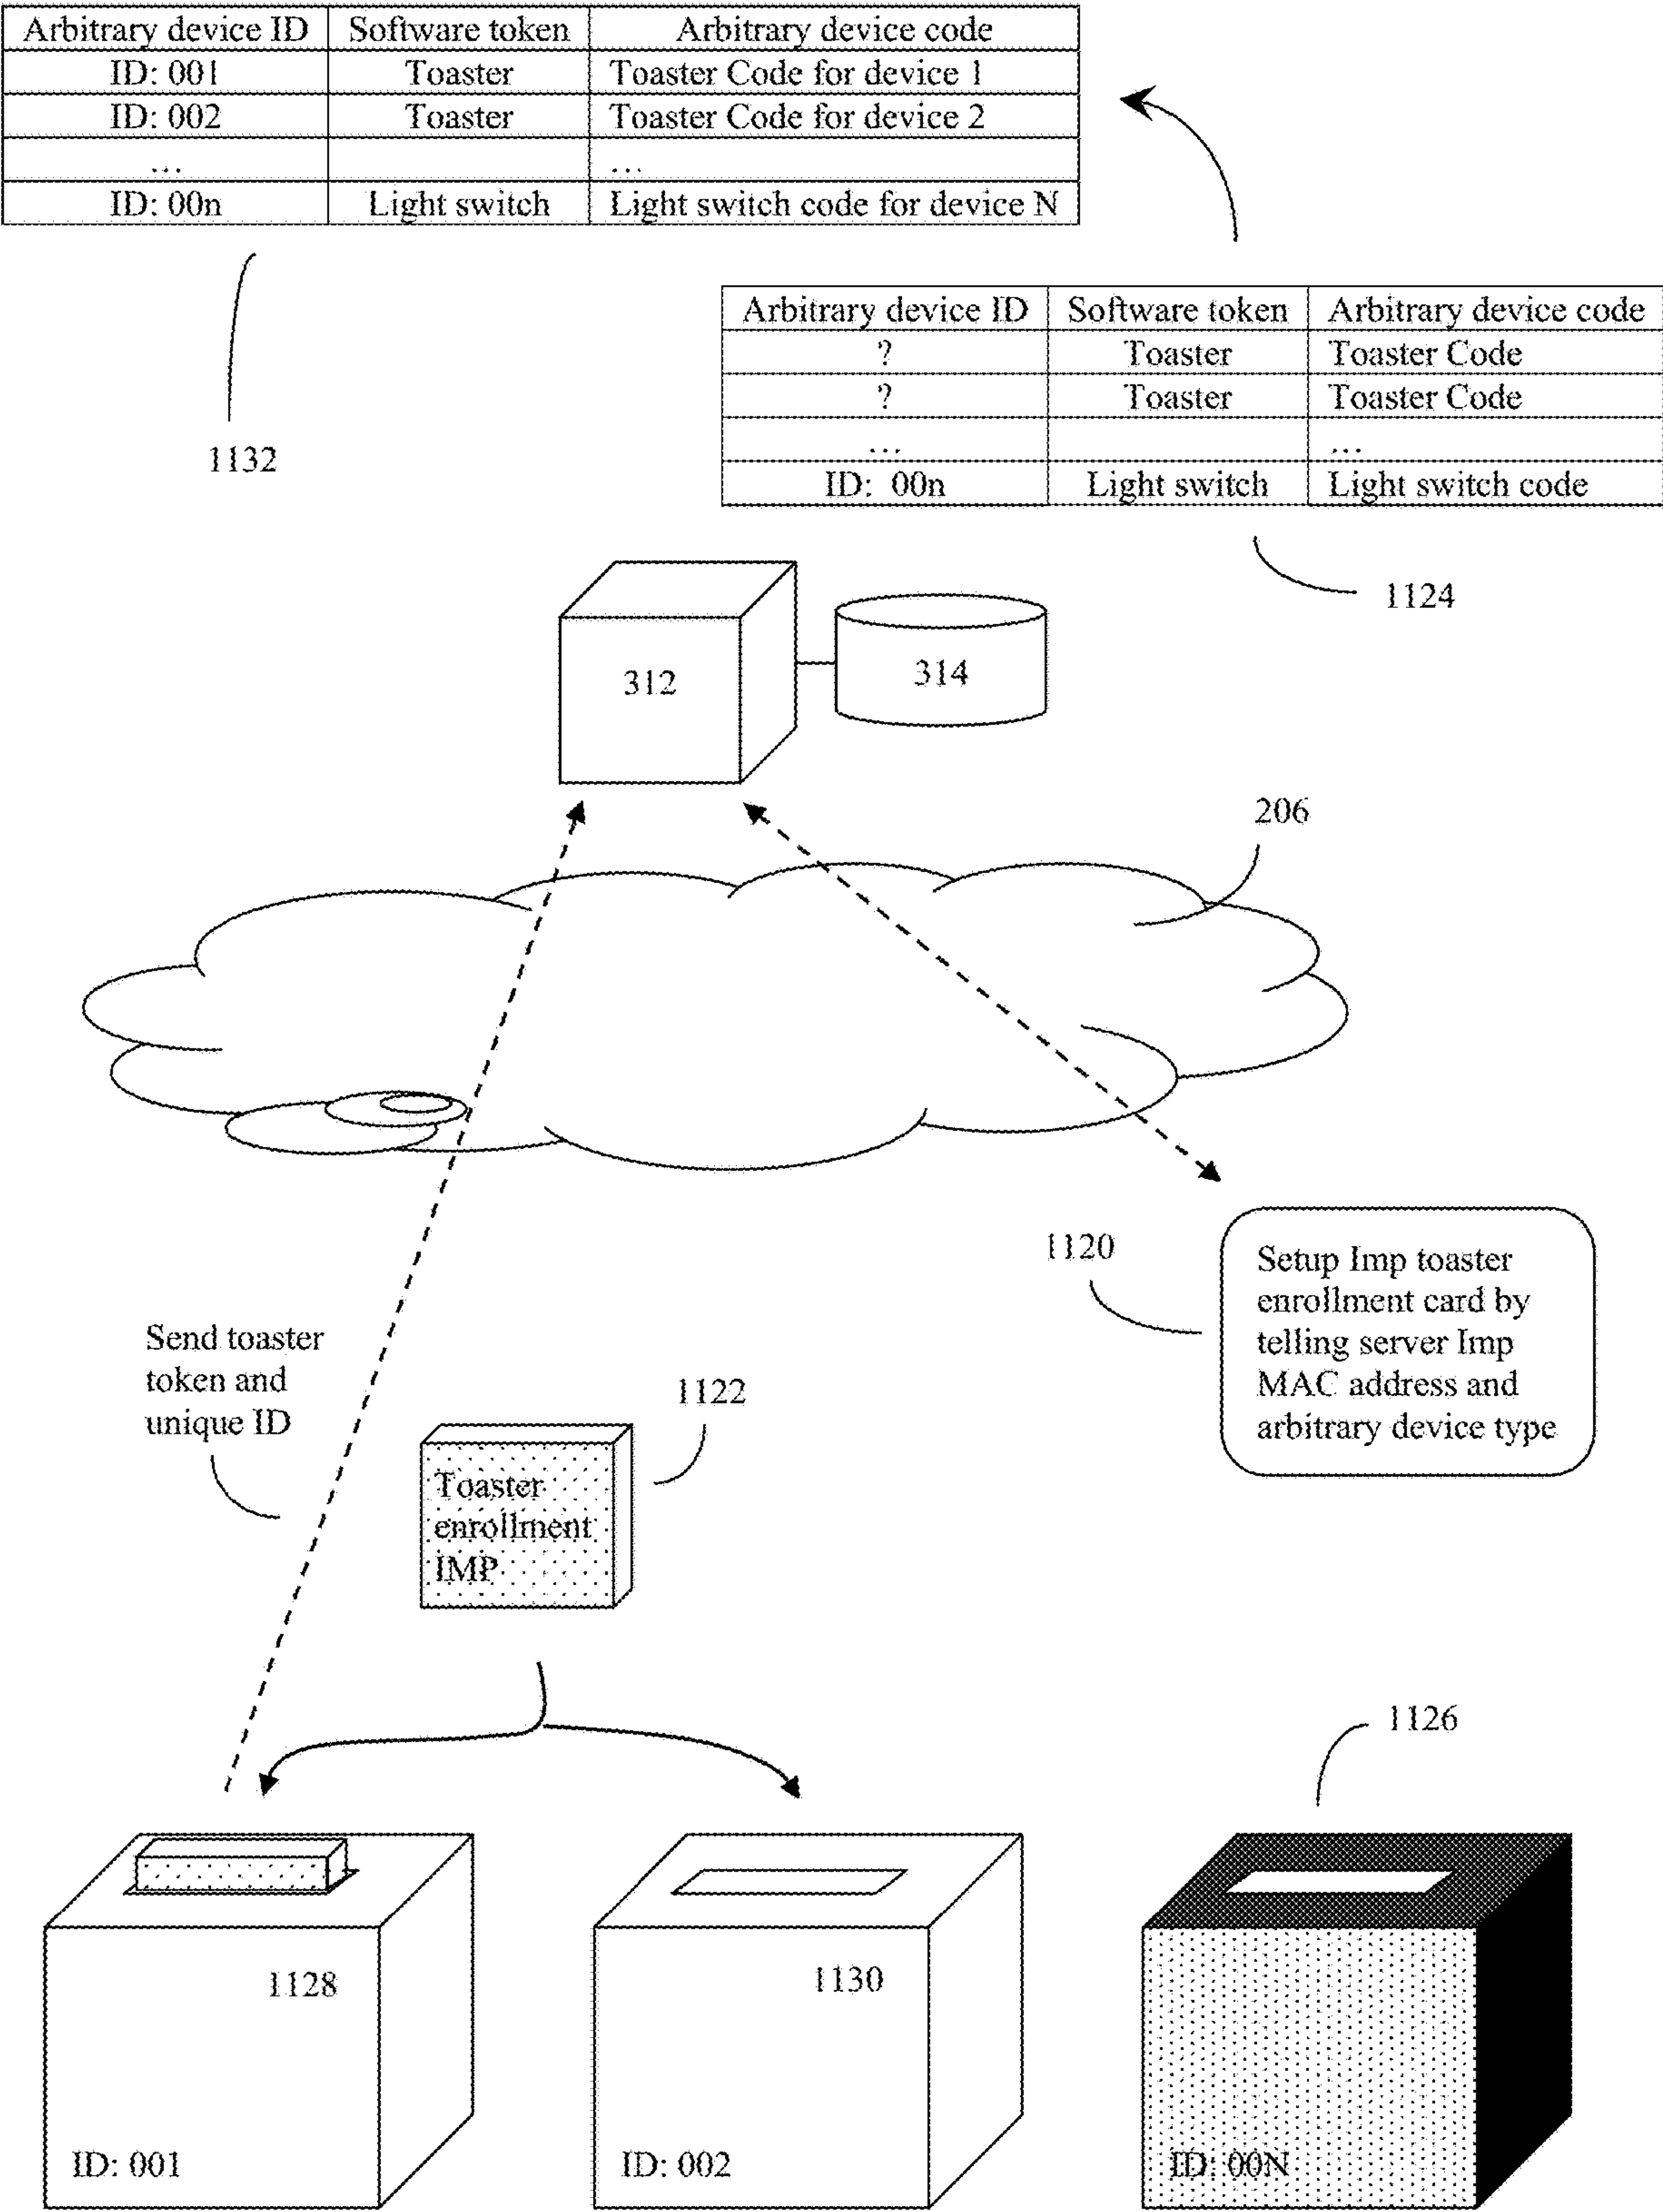 Arbitrary device ID Software token Arbitrary device code
ID: 001 Toaster Toaster Code for device 1
ID: 002 Toaster Toaster Code for device 2
... ...
ID: 00n Light switch Light switch code for device N
1132
Arbitrary device ID Software token Arbitrary device code
? Toaster Toaster Code
? Toaster Toaster Code
... ...
ID: 00n Light switch Light switch code
1124
312
314
206
1120
Setup Imp toaster
enrollment card by
telling server Imp
MAC address and
arbitrary device type
Send toaster
token and
unique ID
1122
Toaster
enrollment
IMP
1126
1128
1130
ID: 001
ID: 002
ID: 00N